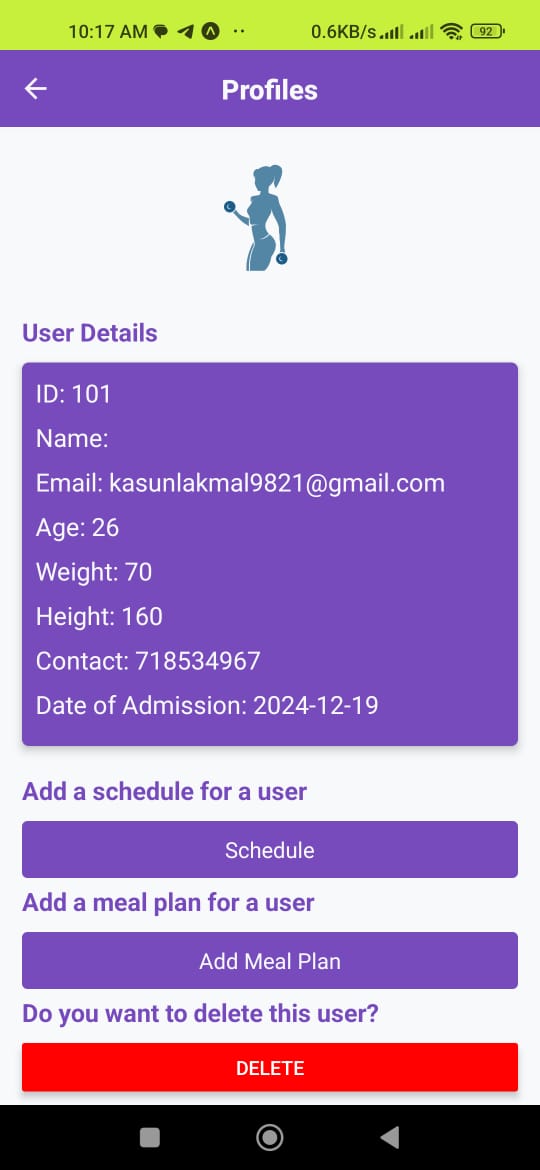 10:17 AM 0.6KB/s 92
Profiles
User Details
ID: 101
Name:
Email: kasunlakmal9821@gmail.com
Age: 26
Weight: 70
Height: 160
Contact: 718534967
Date of Admission: 2024-12-19
Add a schedule for a user
Schedule
Add a meal plan for a user
Add Meal Plan
Do you want to delete this user?
DELETE